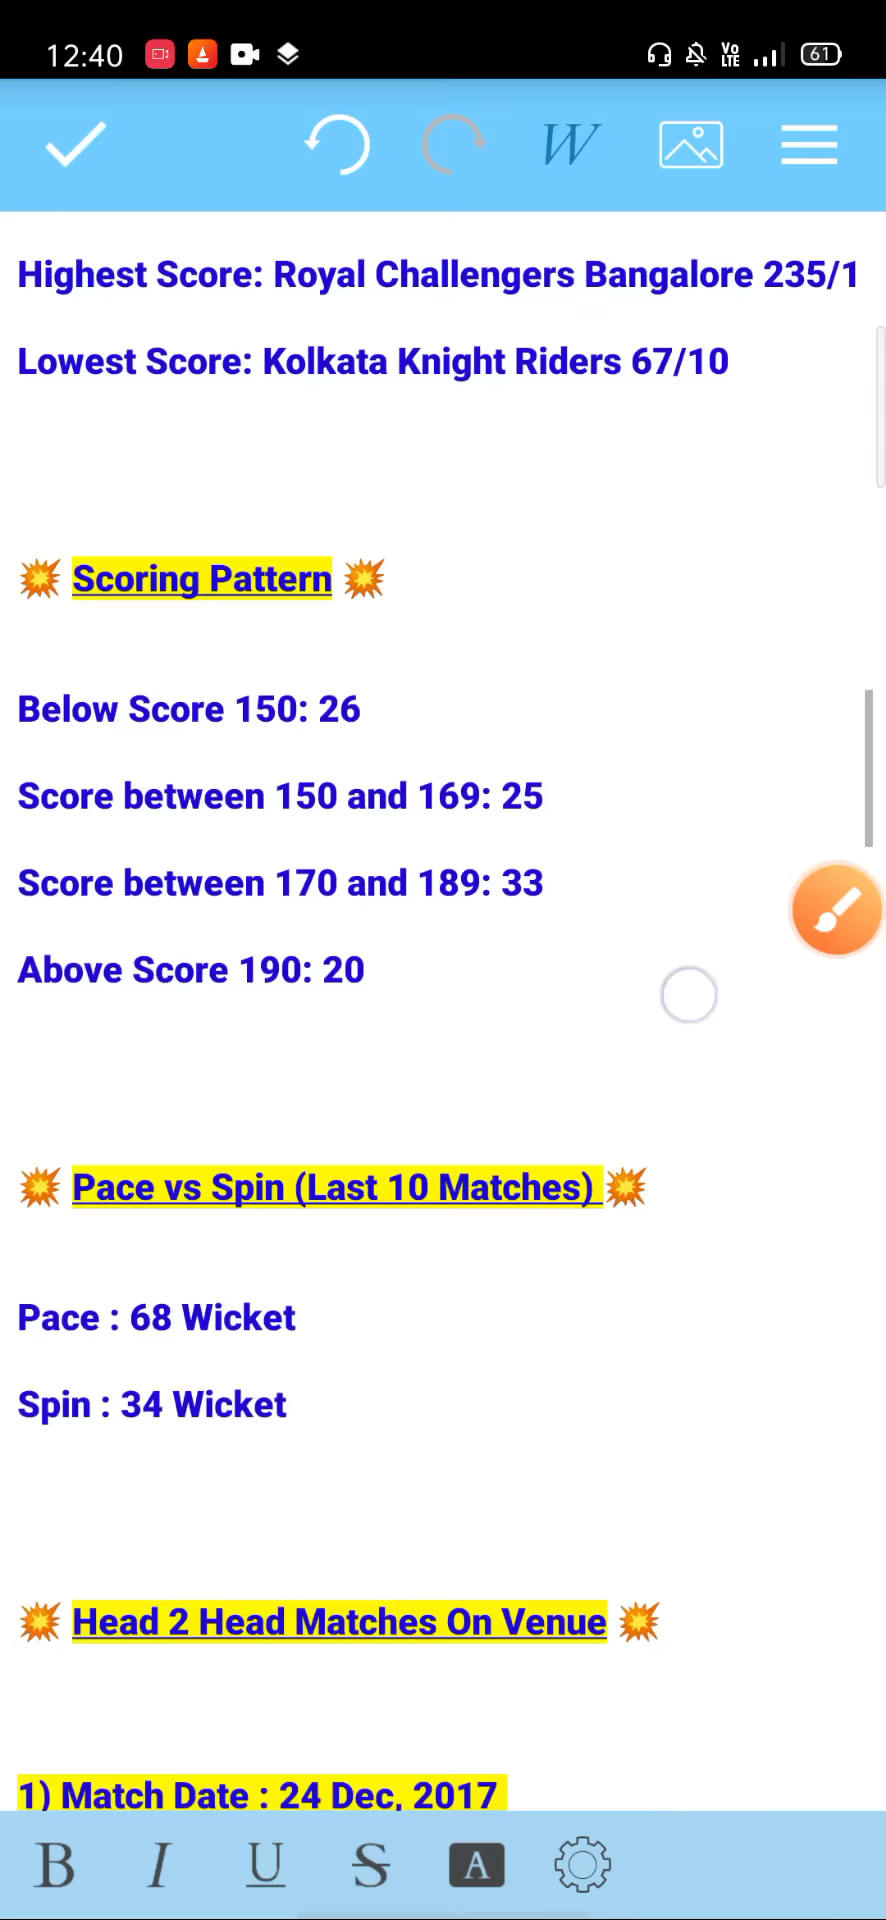 12:40
Vo LTE
61
W
Highest Score: Royal Challengers Bangalore 235/1
Lowest Score: Kolkata Knight Riders 67/10
💥 Scoring Pattern 💥
Below Score 150: 26
Score between 150 and 169: 25
Score between 170 and 189: 33
Above Score 190: 20
💥 Pace vs Spin (Last 10 Matches) 💥
Pace : 68 Wicket
Spin : 34 Wicket
💥 Head 2 Head Matches On Venue 💥
1) Match Date : 24 Dec, 2017
B I U S A